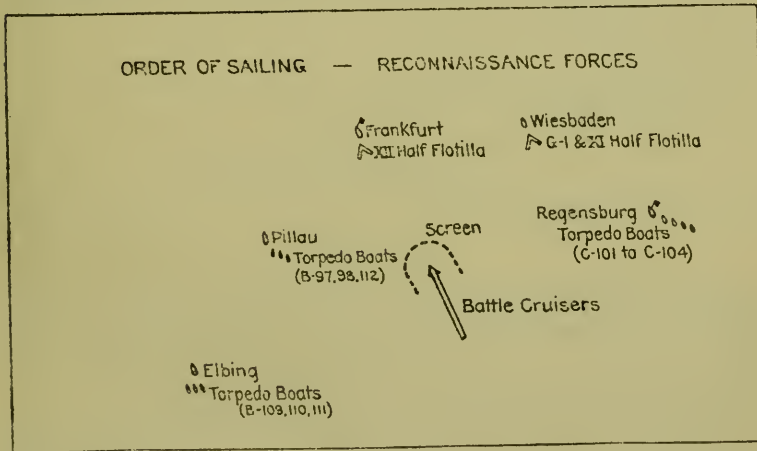 ORDER OF SAILING — RECONNAISSANCE FORCES
Frankfurt
XII Half Flotilla
Wiesbaden
G-1 & XI Half Flotilla
Regensburg
Torpedo Boats
(C-101 to C-104)
Pillau
Torpedo Boats
(B-97,98,112)
Screen
Battle Cruisers
Elbing
Torpedo Boats
(B-109,110,111)